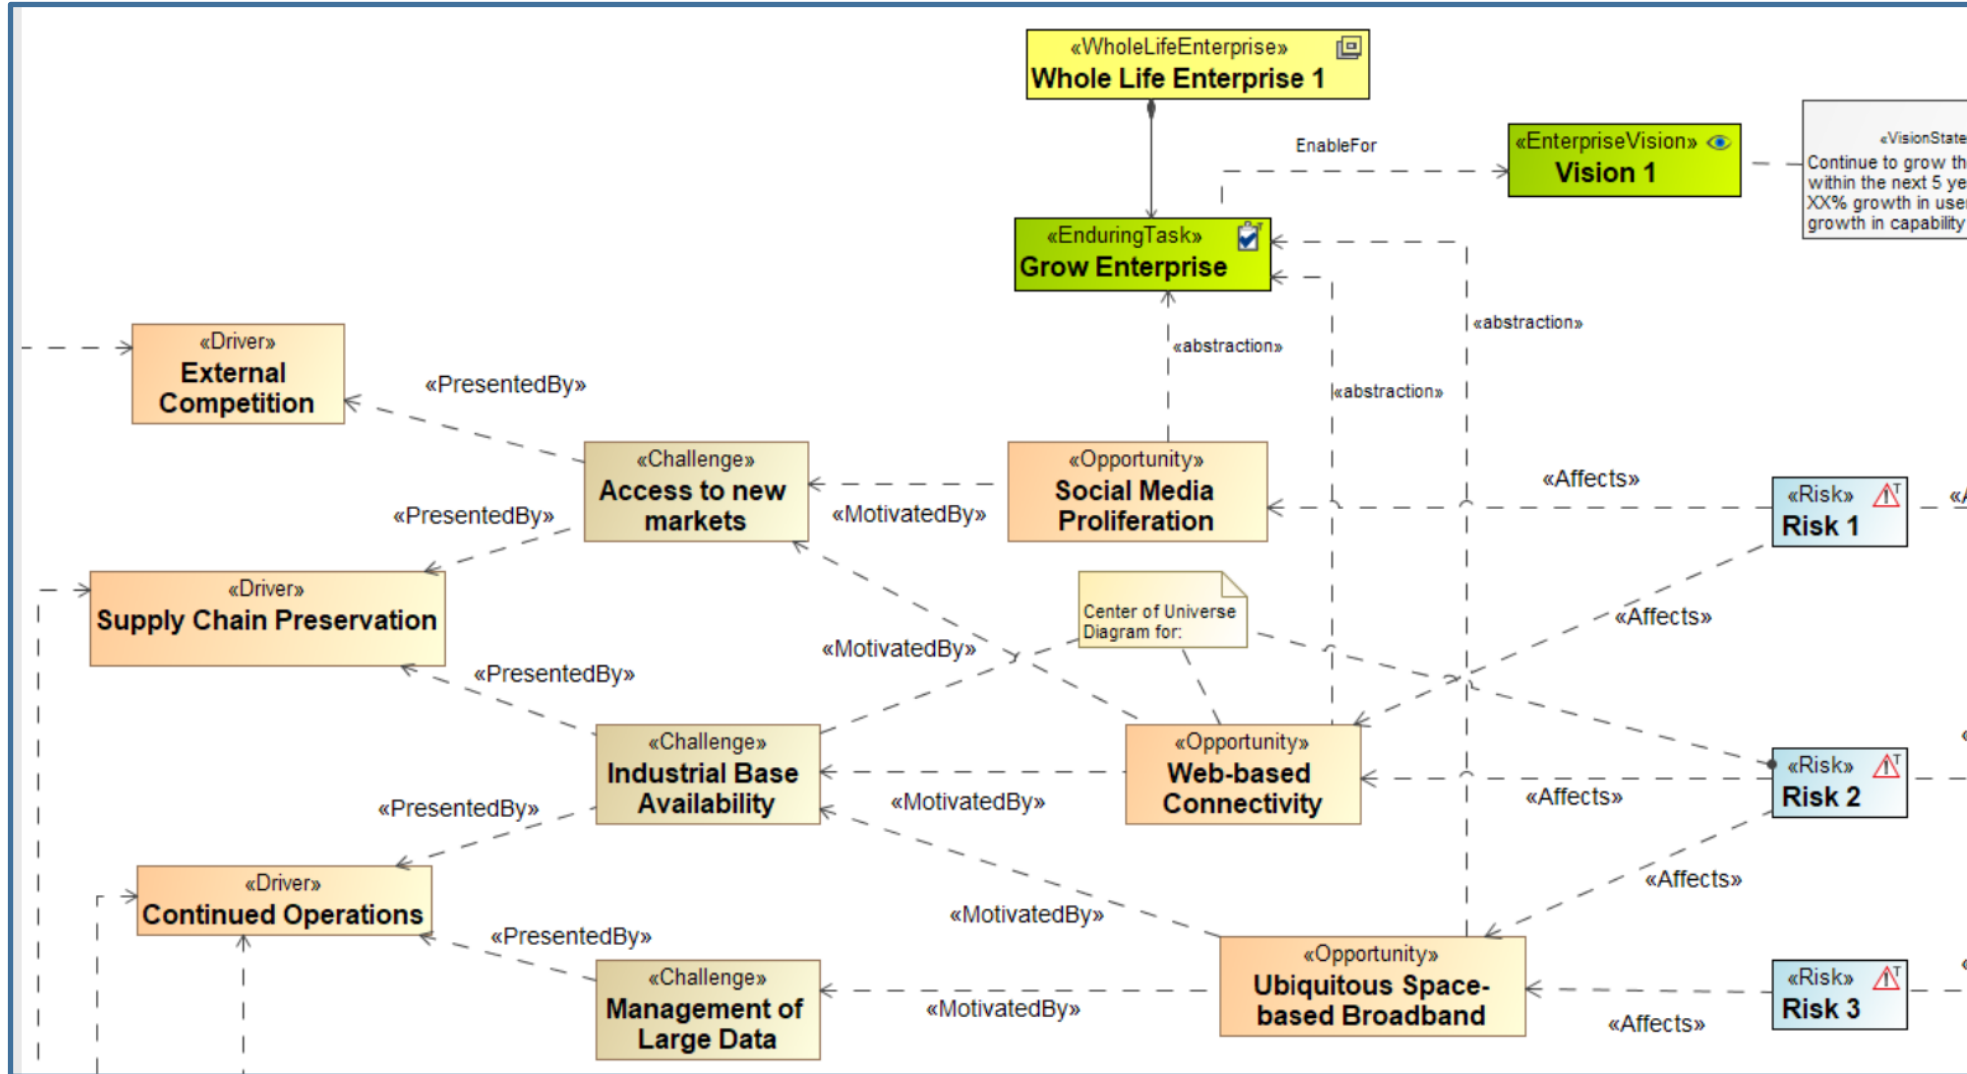 «WholeLifeEnterprise»
Whole Life Enterprise 1
EnableFor
«EnterpriseVision»
Vision 1
«VisionState
Continue to grow th
within the next 5 ye
XX% growth in user
growth in capability
«EnduringTask»
Grow Enterprise
«abstraction»
«abstraction»
«abstraction»
«Driver»
External
Competition
«PresentedBy»
«Challenge»
Access to new
markets
«MotivatedBy»
«Opportunity»
Social Media
Proliferation
«Affects»
«Risk»
Risk 1
«PresentedBy»
«Driver»
Supply Chain Preservation
Center of Universe
Diagram for:
«Affects»
«MotivatedBy»
«PresentedBy»
«Challenge»
Industrial Base
Availability
«MotivatedBy»
«Opportunity»
Web-based
Connectivity
«Affects»
«Risk»
Risk 2
«PresentedBy»
«Affects»
«Driver»
Continued Operations
«MotivatedBy»
«PresentedBy»
«Challenge»
Management of
Large Data
«MotivatedBy»
«Opportunity»
Ubiquitous Space-
based Broadband
«Affects»
«Risk»
Risk 3